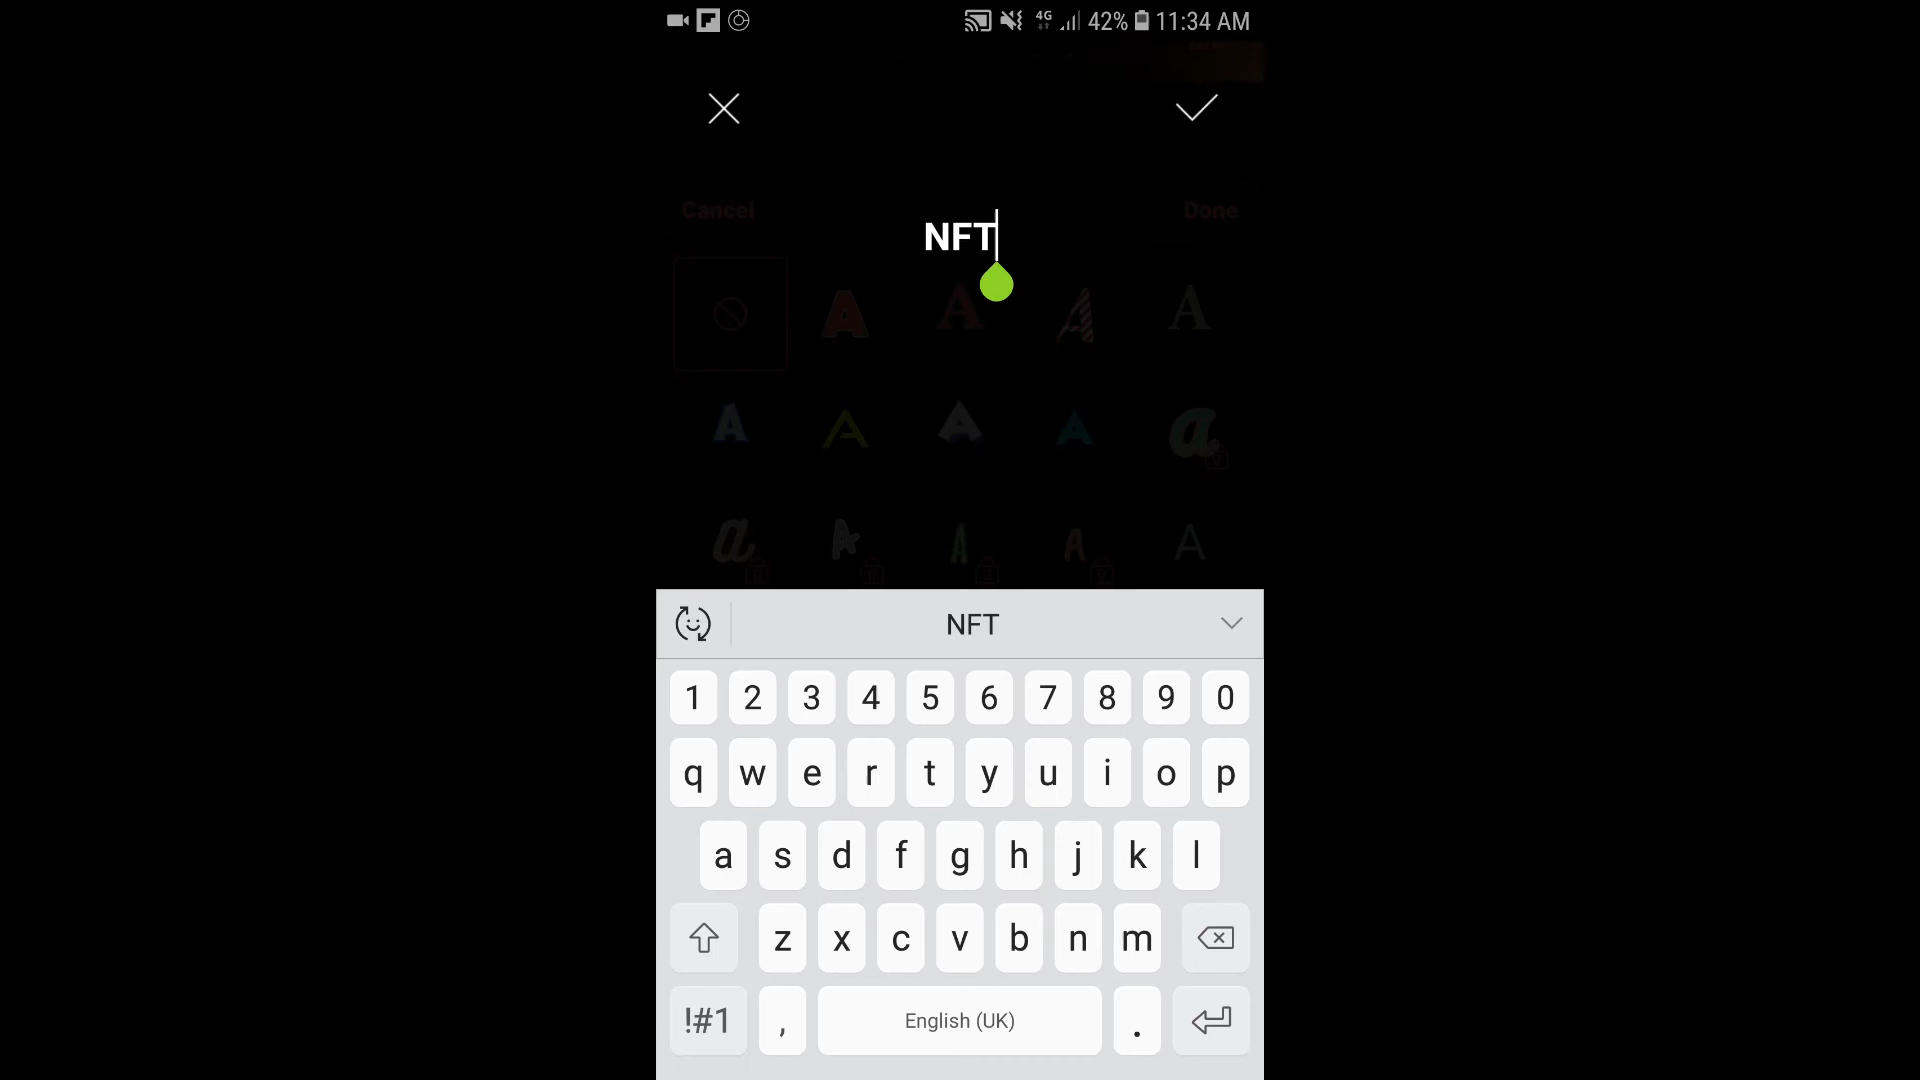 4G 42% 11:34 AM
Cancel Done
NFT
A A A A
A A A A a
a A A A A
NFT
1 2 3 4 5 6 7 8 9 0
q w e r t y u i o p
a s d f g h j k l
z x c v b n m
!#1 , English (UK) .